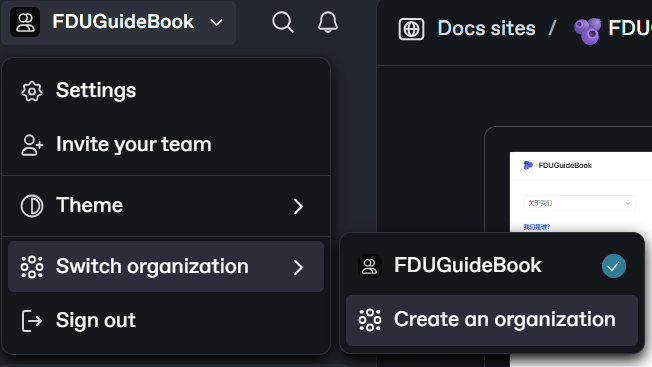 FDUGuideBook
Docs sites / FDU
Settings
Invite your team
Theme
Switch organization
Sign out
FDUGuideBook
关于我们
我们是谁?
FDUGuideBook
Create an organization